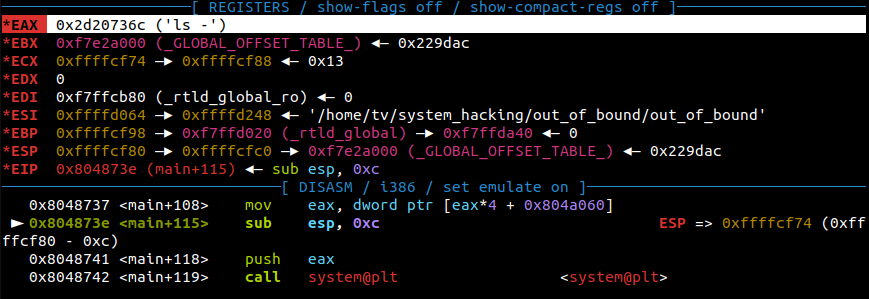 [ REGISTERS / show-flags off / show-compact-regs off ]
*EAX  0x2d20736c ('ls -')
*EBX  0xf7e2a000 (_GLOBAL_OFFSET_TABLE_) ◂— 0x229dac
*ECX  0xffffcf74 —▸ 0xffffcf88 ◂— 0x13
*EDX  0
*EDI  0xf7ffcb80 (_rtld_global_ro) ◂— 0
*ESI  0xffffd064 —▸ 0xffffd248 ◂— '/home/tv/system_hacking/out_of_bound/out_of_bound'
*EBP  0xffffcf98 —▸ 0xf7ffd020 (_rtld_global) —▸ 0xf7ffda40 ◂— 0
*ESP  0xffffcf80 —▸ 0xffffcfc0 —▸ 0xf7e2a000 (_GLOBAL_OFFSET_TABLE_) ◂— 0x229dac
*EIP  0x804873e (main+115) ◂— sub esp, 0xc
[ DISASM / i386 / set emulate on ]
0x8048737 <main+108>    mov    eax, dword ptr [eax*4 + 0x804a060]
► 0x804873e <main+115>    sub    esp, 0xc    ESP => 0xffffcf74 (0xff
ffcf80 - 0xc)
0x8048741 <main+118>    push   eax
0x8048742 <main+119>    call   system@plt    <system@plt>